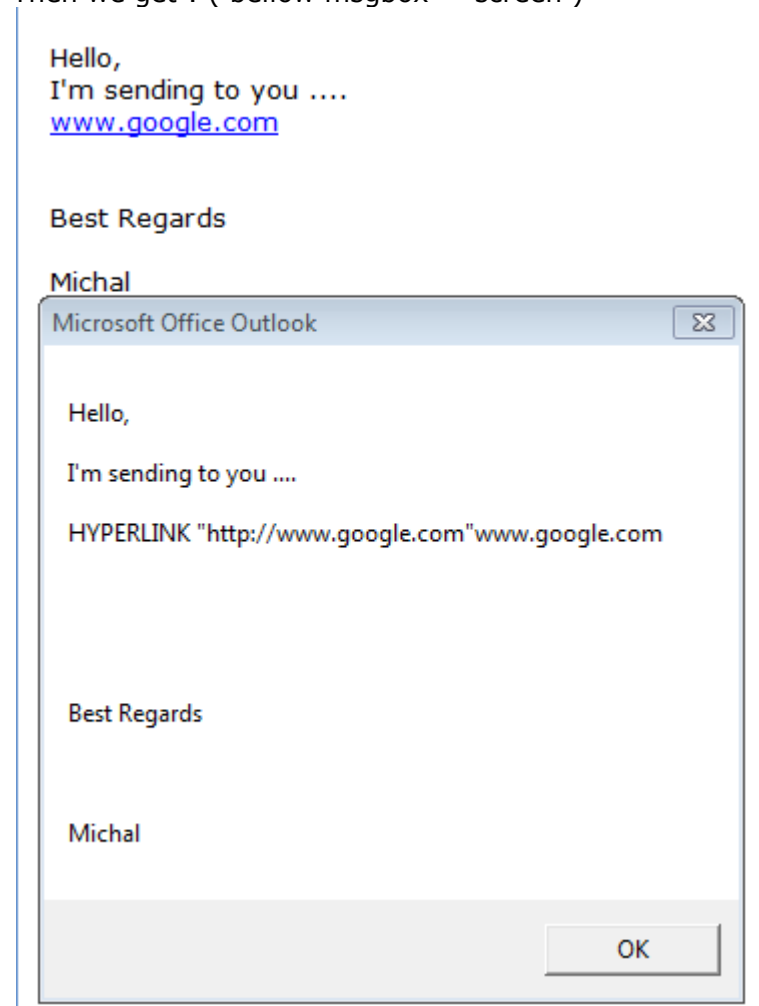 Then we get : ( bellow msgbox screen )
Hello,
I'm sending to you ....
www.google.com
Best Regards
Michal
Microsoft Office Outlook
Hello,
I'm sending to you ....
HYPERLINK "http://www.google.com"www.google.com
Best Regards
Michal
OK